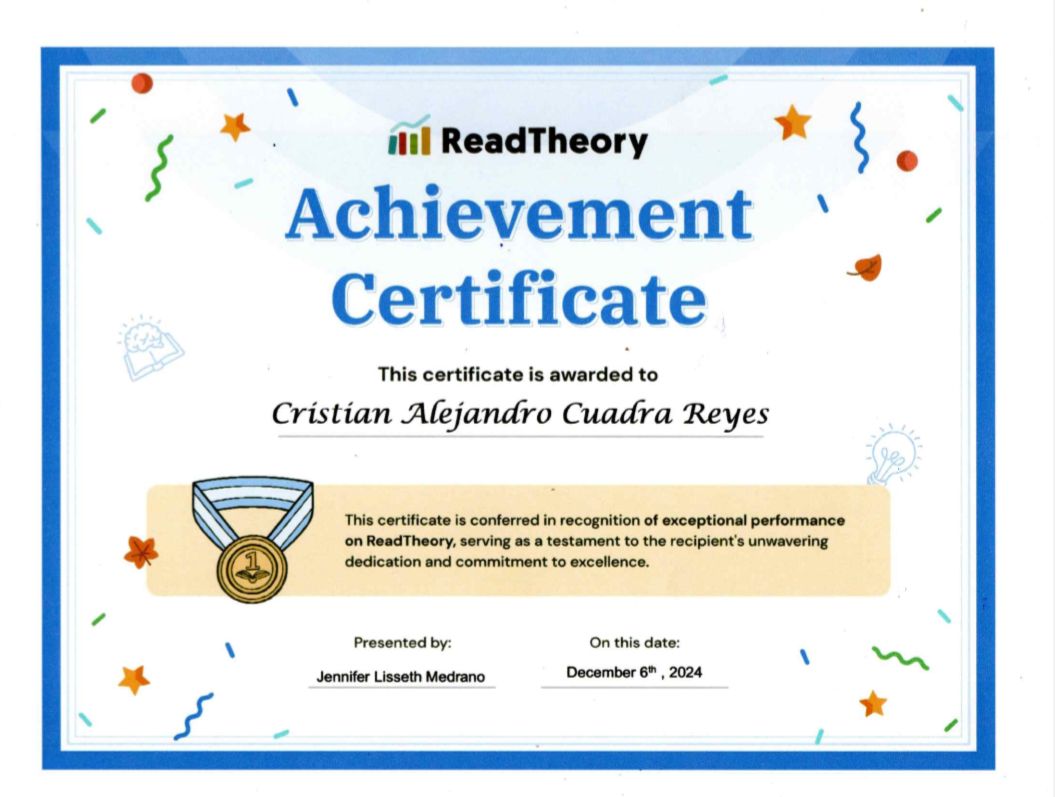 ReadTheory
Achievement
Certificate
This certificate is awarded to
Cristian Alejandro Cuadra Reyes
This certificate is conferred in recognition of exceptional performance
on ReadTheory, serving as a testament to the recipient's unwavering
dedication and commitment to excellence.
1
Presented by:
On this date:
Jennifer Lisseth Medrano
December 6th , 2024